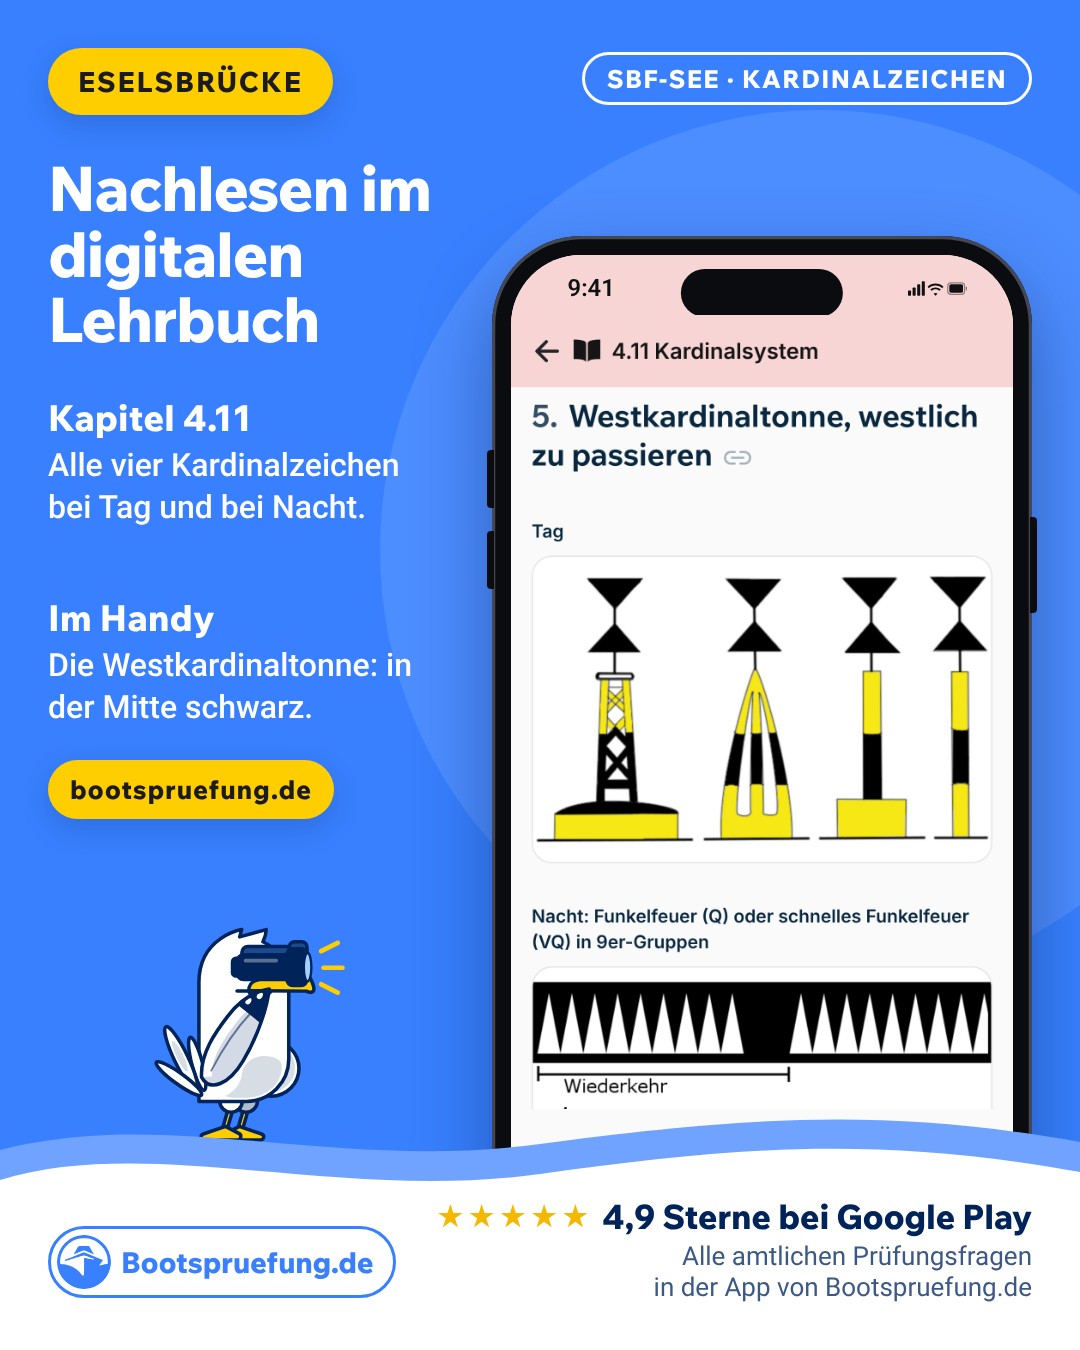 ESELSBRÜCKE
SBF-SEE · KARDINALZEICHEN
Nachlesen im
digitalen
Lehrbuch
Kapitel 4.11
Alle vier Kardinalzeichen
bei Tag und bei Nacht.
Im Handy
Die Westkardinaltonne: in
der Mitte schwarz.
bootspruefung.de
9:41
4.11 Kardinalsystem
5. Westkardinaltonne, westlich
zu passieren
Tag
Nacht: Funkelfeuer (Q) oder schnelles Funkelfeuer
(VQ) in 9er-Gruppen
Wiederkehr
★★★★★ 4,9 Sterne bei Google Play
Alle amtlichen Prüfungsfragen
in der App von Bootspruefung.de
Bootspruefung.de